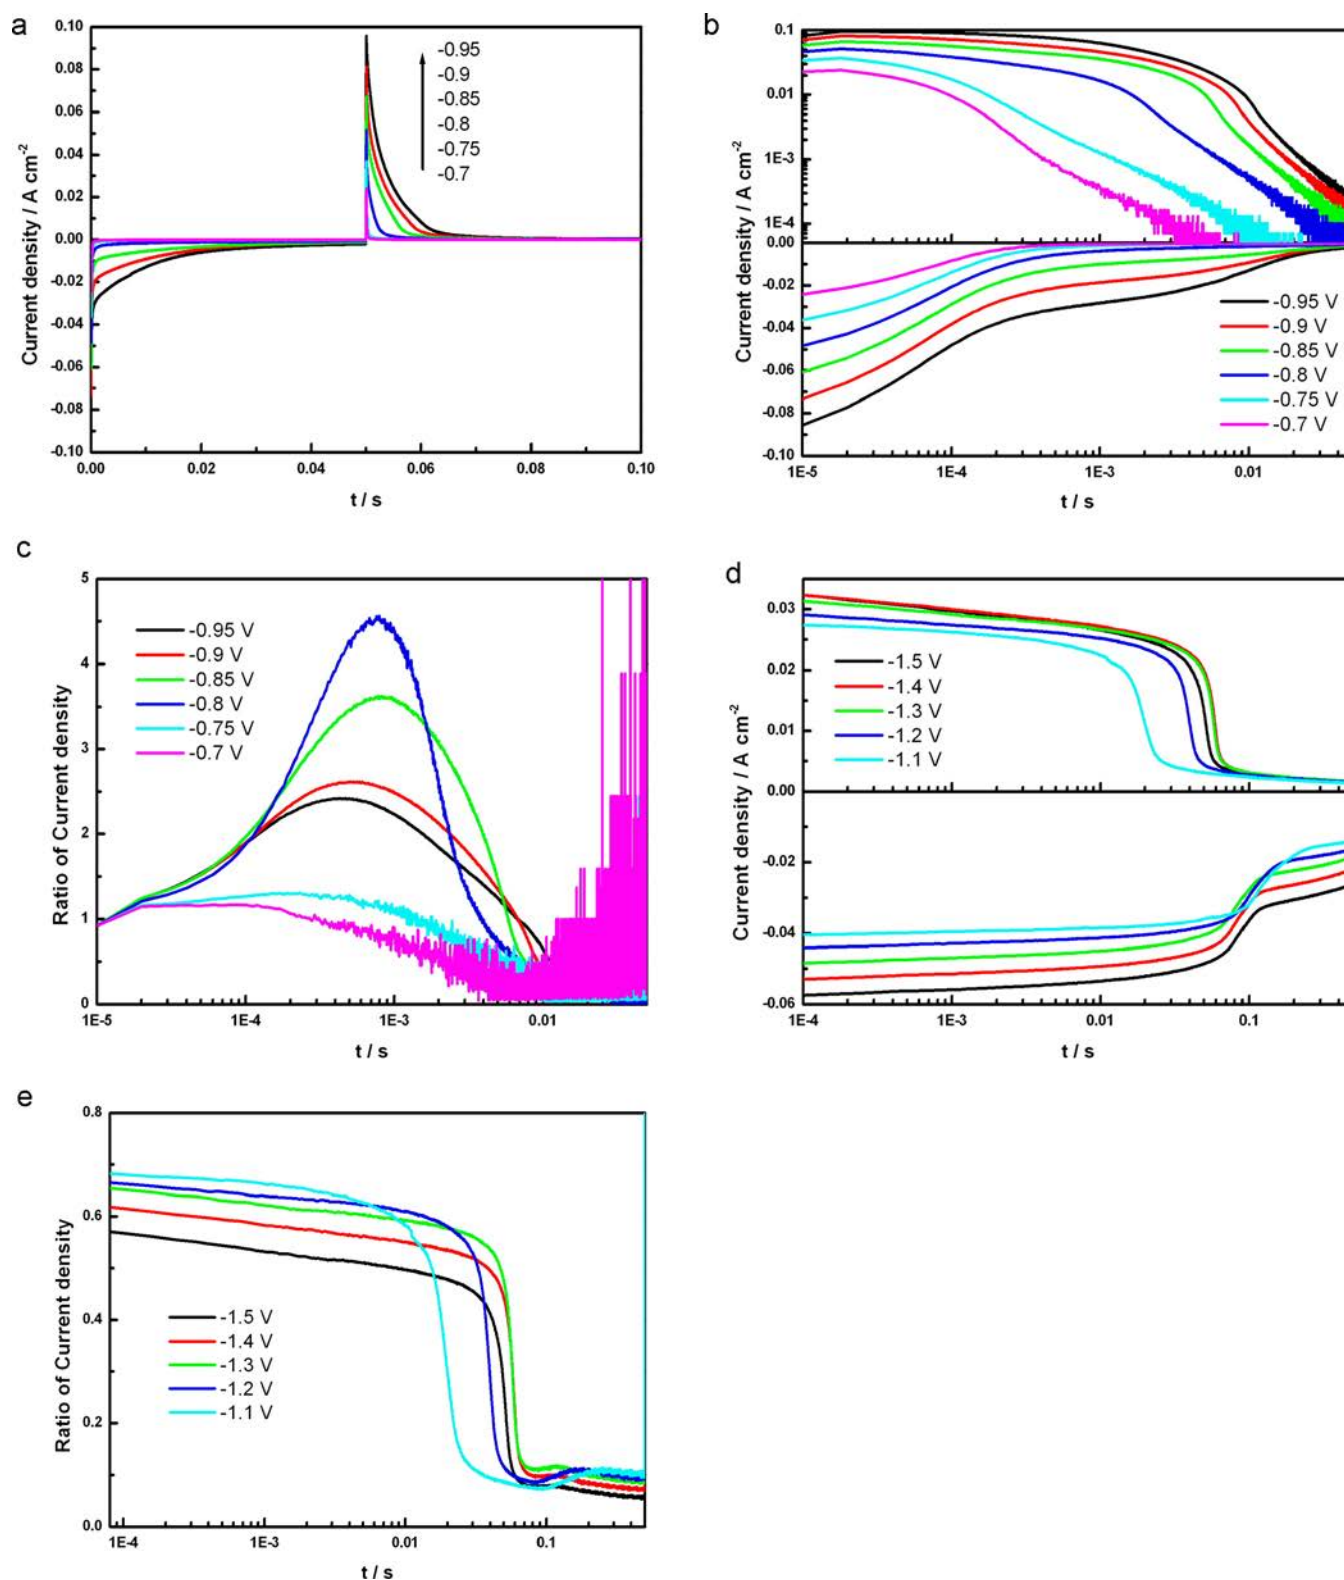 a
0.10
0.08
0.06
0.04
0.02
0.00
-0.02
-0.04
-0.06
-0.08
-0.10
Current density / A cm-2
-0.95
-0.9
-0.85
-0.8
-0.75
-0.7
0.00
0.02
0.04
0.06
0.08
0.10
t / s
b
0.1
0.01
1E-3
1E-4
0.00
-0.02
-0.04
-0.06
-0.08
-0.10
Current density / A cm-2
-0.95 V
-0.9 V
-0.85 V
-0.8 V
-0.75 V
-0.7 V
1E-5
1E-4
1E-3
0.01
t / s
c
5
4
3
2
1
0
Ratio of Current density
-0.95 V
-0.9 V
-0.85 V
-0.8 V
-0.75 V
-0.7 V
1E-5
1E-4
1E-3
0.01
t / s
d
0.03
0.02
0.01
0.00
-0.02
-0.04
-0.06
Current density / A cm-2
-1.5 V
-1.4 V
-1.3 V
-1.2 V
-1.1 V
1E-4
1E-3
0.01
0.1
t / s
e
0.8
0.6
0.4
0.2
0.0
Ratio of Current density
-1.5 V
-1.4 V
-1.3 V
-1.2 V
-1.1 V
1E-4
1E-3
0.01
0.1
t / s